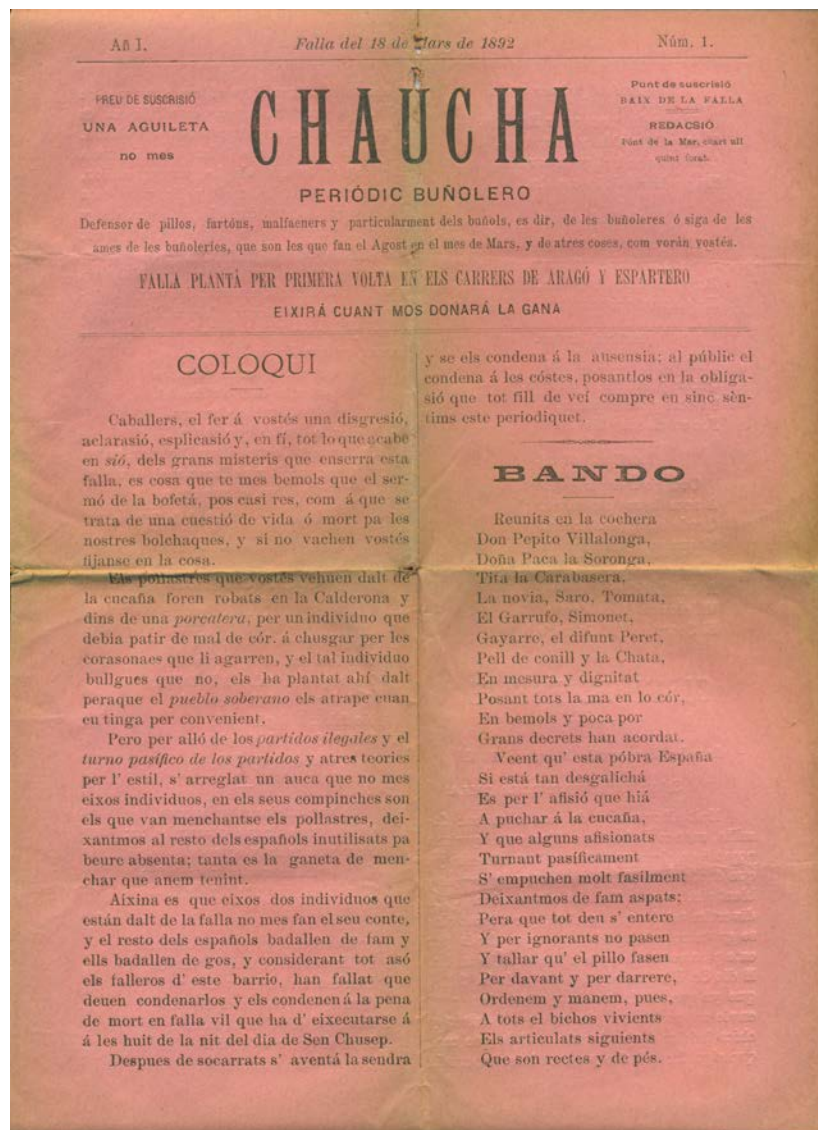 Añ I.
Falla del 18 de Mars de 1892
Núm. 1.
PREU DE SUSCRISIÓ
UNA AGUILETA
no mes
CHAUCHA
Punt de suscrisió
BAIX DE LA FALLA
REDACSIÓ
Púnt de la Mar, cuart ull
quint forat.
PERIÓDIC BUÑOLERO
Defensor de pillos, fartóns, malfaeners y particularment dels buñols, es dir, de les buñoleres ó siga de les
ames de les buñoleríes, que son les que fan el Agost en el mes de Mars, y de atres coses, com vorán vostés.
FALLA PLANTÁ PER PRIMERA VOLTA EN ELS CARRERS DE ARAGÓ Y ESPARTERO
EIXIRÁ CUANT MOS DONARÁ LA GANA
COLOQUI
Caballers, el fer á vostés una disgresió,
aclarasió, esplicasió y, en fí, tot lo que acabe
en sió, dels grans misteris que enserra esta
falla, es cosa que te mes bemols que el ser-
mó de la bofetá, pos casi res, com á que se
trata de una cuestió de vida ó mort pa les
nostres bolchaques, y si no vachen vostés
fijanse en la cosa.
Els pollastres que vostés vehuen dalt de
la cucaña foren robats en la Calderona y
dins de una porcatera, per un individuo que
debia patir de mal de cór. á chusgar per les
corasonaes que li agarren, y el tal individuo
bullgues que no, els ha plantat ahí dalt
peraque el pueblo soberano els atrape cuan
eu tinga per convenient.
Pero per alló de los partidos ilegales y el
turno pasífico de los partidos y atres teories
per l' estil, s' arreglat un auca que no mes
eixos individuos, en els seus compinches son
els que van menchantse els pollastres, dei-
xantmos al resto dels españols inutilisats pa
beure absenta; tanta es la ganeta de men-
char que anem tenint.
Aixina es que eixos dos individuos que
están dalt de la falla no mes fan el seu conte,
y el resto dels españols badallen de fam y
ells badallen de gos, y considerant tot asó
els falleros d' este barrio, han fallat que
deuen condenarlos y els condenen á la pena
de mort en falla vil que ha d' eixecutarse á
á les huit de la nit del dia de Sen Chusep.
Despues de socarrats s' aventá la sendra
y se els condena á la ausensia; al públic el
condena á les cóstes, posantlos en la obliga-
sió que tot fill de veí compre en sinc sèn-
tims este periodiquet.
BANDO
Reunits en la cochera
Don Pepito Villalonga,
Doña Paca la Soronga,
Tita la Carabasera,
La novia, Saro, Tomata,
El Garrufo, Simonet,
Gayarre, el difunt Peret,
Pell de conill y la Chata,
En mesura y dignitat
Posant tots la ma en lo cór,
En bemols y poca por
Grans decrets han acordat.
Veent qu' esta póbra España
Si está tan desgalichá
Es per l' afisió que hiá
A puchar á la cucaña,
Y que alguns afisionats
Turnant pasíficament
S' empuchen molt fasilment
Deixantmos de fam aspats;
Pera que tot deu s' entere
Y per ignorants no pasen
Y tallar qu' el pillo fasen
Per davant y per darrere,
Ordenem y manem, pues,
A tots el bichos vivients
Els articulats siguients
Que son rectes y de pés.